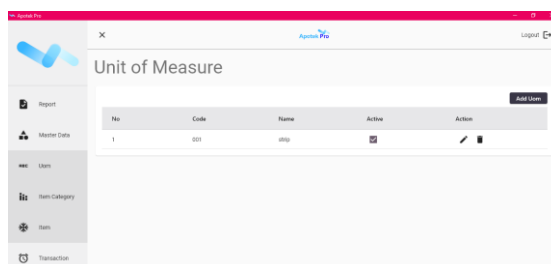 Apotek Pro
Apotek Pro
Logout
Unit of Measure
Add Uom
No Code Name Active Action
1 001 strip
Report
Master Data
Uom
Item Category
Item
Transaction